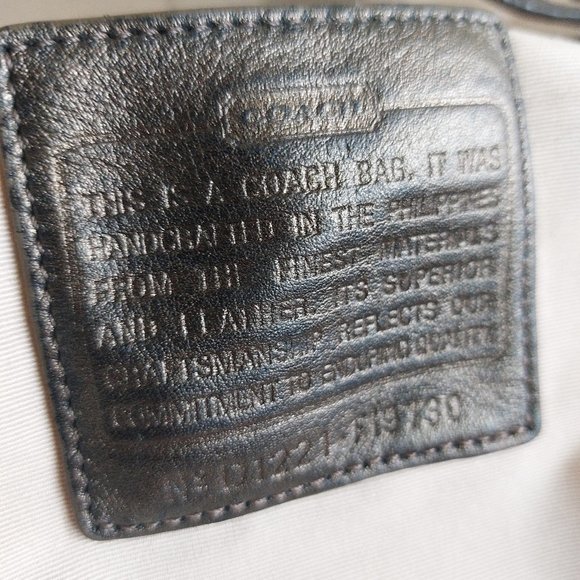 COACH
THIS IS A COACH BAG. IT WAS
HANDCRAFTED IN THE PHILIPPINES
FROM THE FINEST MATERIALS
AND LEATHER. ITS SUPERIOR
CRAFTSMANSHIP REFLECTS OUR
COMMITMENT TO ENDURING QUALITY.